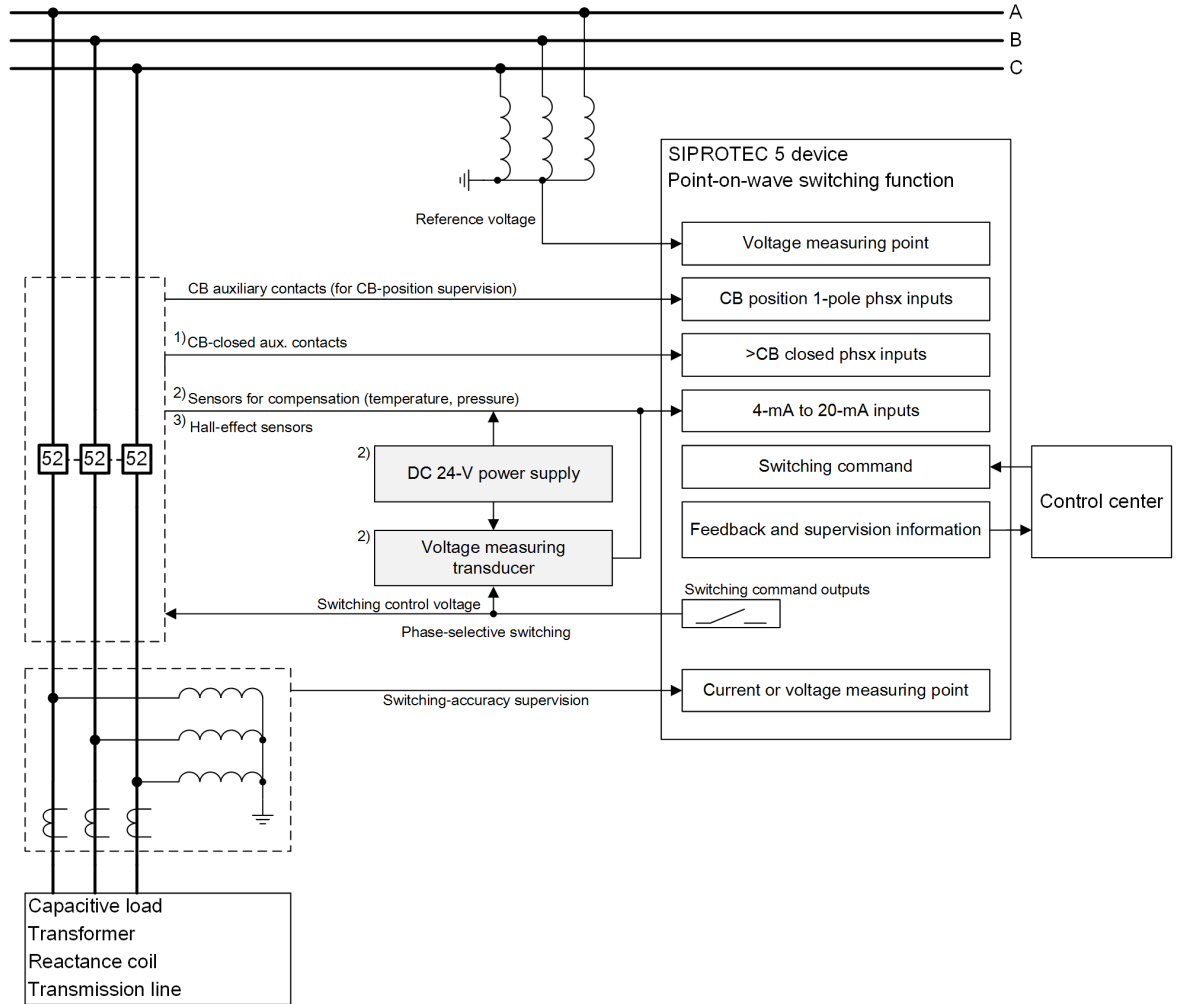 A
B
C
SIPROTEC 5 device
Point-on-wave switching function
Reference voltage
Voltage measuring point
CB auxiliary contacts (for CB-position supervision)
CB position 1-pole phsx inputs
1) CB-closed aux. contacts
>CB closed phsx inputs
2) Sensors for compensation (temperature, pressure)
3) Hall-effect sensors
4-mA to 20-mA inputs
52 52 52
2) DC 24-V power supply
Switching command
Control center
Feedback and supervision information
2) Voltage measuring
transducer
Switching command outputs
Switching control voltage
Phase-selective switching
Switching-accuracy supervision
Current or voltage measuring point
Capacitive load
Transformer
Reactance coil
Transmission line